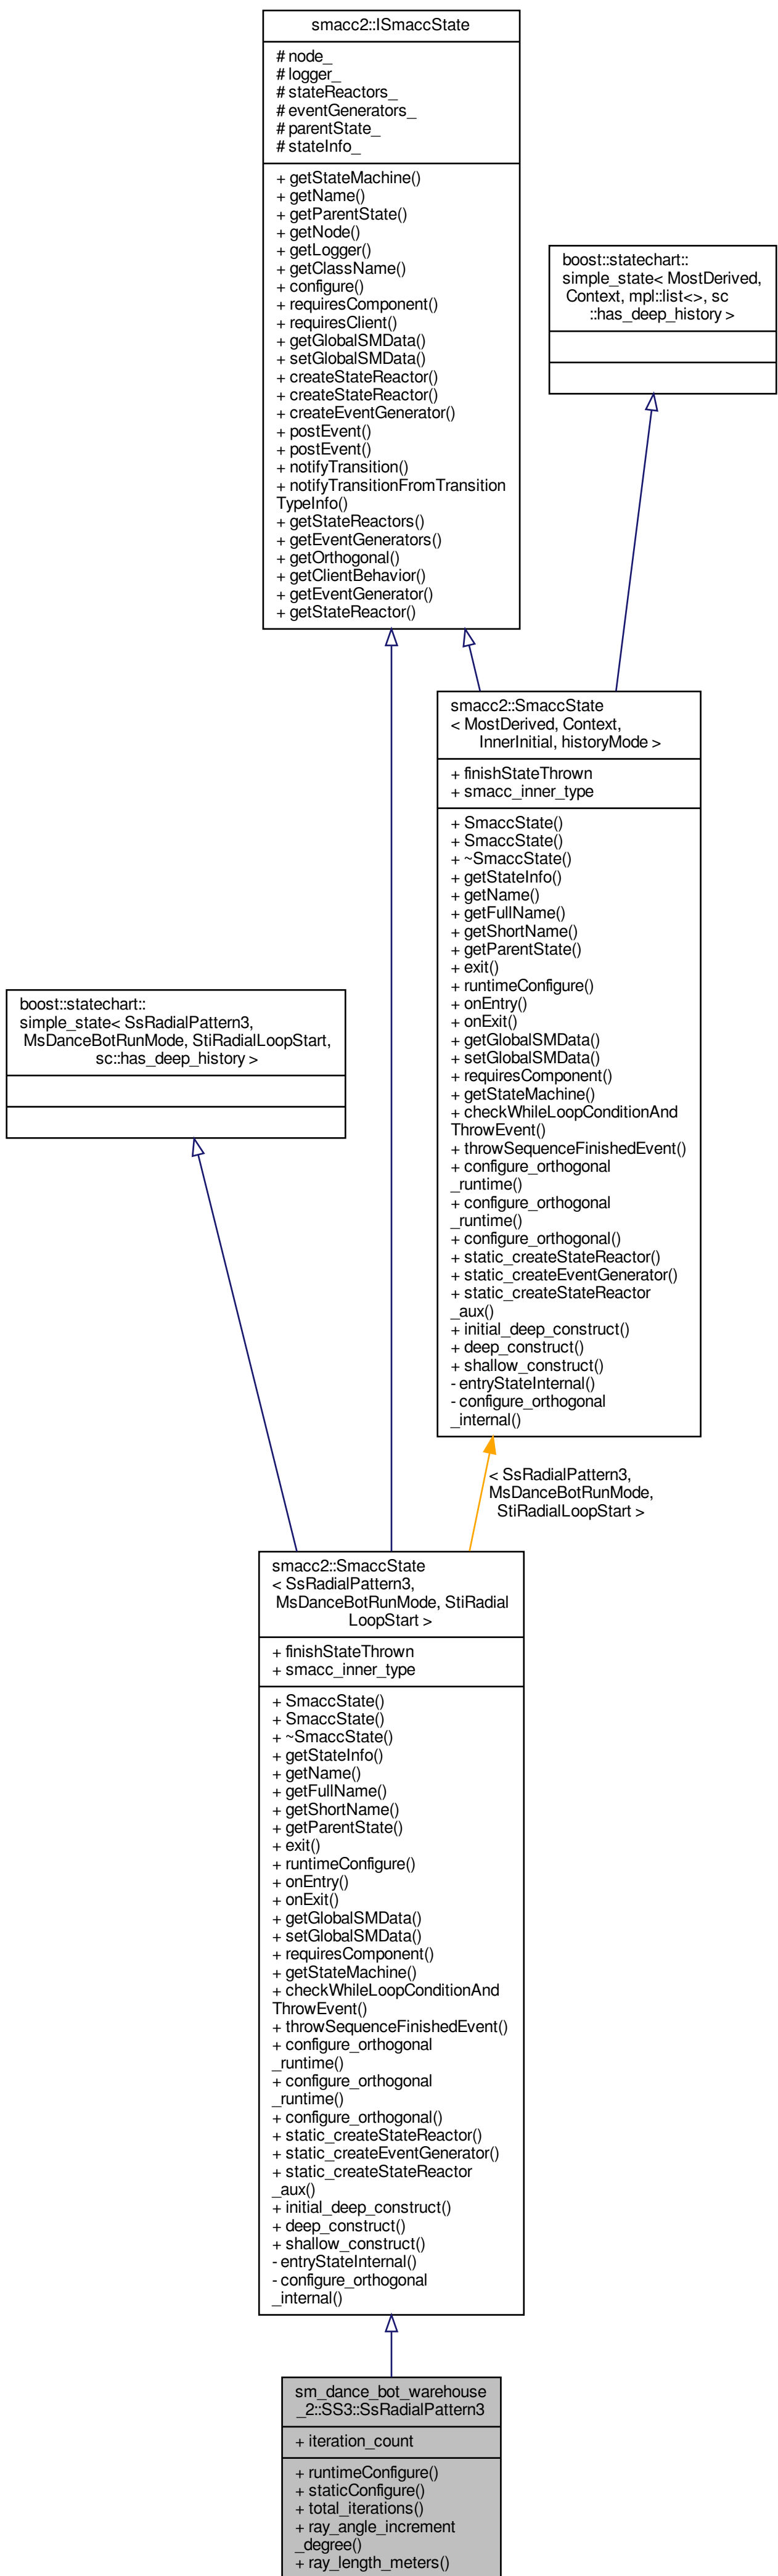 smacc2::ISmaccState
# node_
# logger_
# stateReactors_
# eventGenerators_
# parentState_
# stateInfo_
+ getStateMachine()
+ getName()
+ getParentState()
+ getNode()
+ getLogger()
+ getClassName()
+ configure()
+ requiresComponent()
+ requiresClient()
+ getGlobalSMData()
+ setGlobalSMData()
+ createStateReactor()
+ createStateReactor()
+ createEventGenerator()
+ postEvent()
+ postEvent()
+ notifyTransition()
+ notifyTransitionFromTransition
TypeInfo()
+ getStateReactors()
+ getEventGenerators()
+ getOrthogonal()
+ getClientBehavior()
+ getEventGenerator()
+ getStateReactor()
boost::statechart::
simple_state< MostDerived,
Context, mpl::list<>, sc
::has_deep_history >
smacc2::SmaccState
< MostDerived, Context,
InnerInitial, historyMode >
+ finishStateThrown
+ smacc_inner_type
+ SmaccState()
+ SmaccState()
+ ~SmaccState()
+ getStateInfo()
+ getName()
+ getFullName()
+ getShortName()
+ getParentState()
+ exit()
+ runtimeConfigure()
+ onEntry()
+ onExit()
+ getGlobalSMData()
+ setGlobalSMData()
+ requiresComponent()
+ getStateMachine()
+ checkWhileLoopConditionAnd
ThrowEvent()
+ throwSequenceFinishedEvent()
+ configure_orthogonal
_runtime()
+ configure_orthogonal
_runtime()
+ configure_orthogonal()
+ static_createStateReactor()
+ static_createEventGenerator()
+ static_createStateReactor
_aux()
+ initial_deep_construct()
+ deep_construct()
+ shallow_construct()
- entryStateInternal()
- configure_orthogonal
_internal()
boost::statechart::
simple_state< SsRadialPattern3,
MsDanceBotRunMode, StiRadialLoopStart,
sc::has_deep_history >
< SsRadialPattern3,
MsDanceBotRunMode,
StiRadialLoopStart >
smacc2::SmaccState
< SsRadialPattern3,
MsDanceBotRunMode, StiRadial
LoopStart >
+ finishStateThrown
+ smacc_inner_type
+ SmaccState()
+ SmaccState()
+ ~SmaccState()
+ getStateInfo()
+ getName()
+ getFullName()
+ getShortName()
+ getParentState()
+ exit()
+ runtimeConfigure()
+ onEntry()
+ onExit()
+ getGlobalSMData()
+ setGlobalSMData()
+ requiresComponent()
+ getStateMachine()
+ checkWhileLoopConditionAnd
ThrowEvent()
+ throwSequenceFinishedEvent()
+ configure_orthogonal
_runtime()
+ configure_orthogonal
_runtime()
+ configure_orthogonal()
+ static_createStateReactor()
+ static_createEventGenerator()
+ static_createStateReactor
_aux()
+ initial_deep_construct()
+ deep_construct()
+ shallow_construct()
- entryStateInternal()
- configure_orthogonal
_internal()
sm_dance_bot_warehouse
_2::SS3::SsRadialPattern3
+ iteration_count
+ runtimeConfigure()
+ staticConfigure()
+ total_iterations()
+ ray_angle_increment
_degree()
+ ray_length_meters()